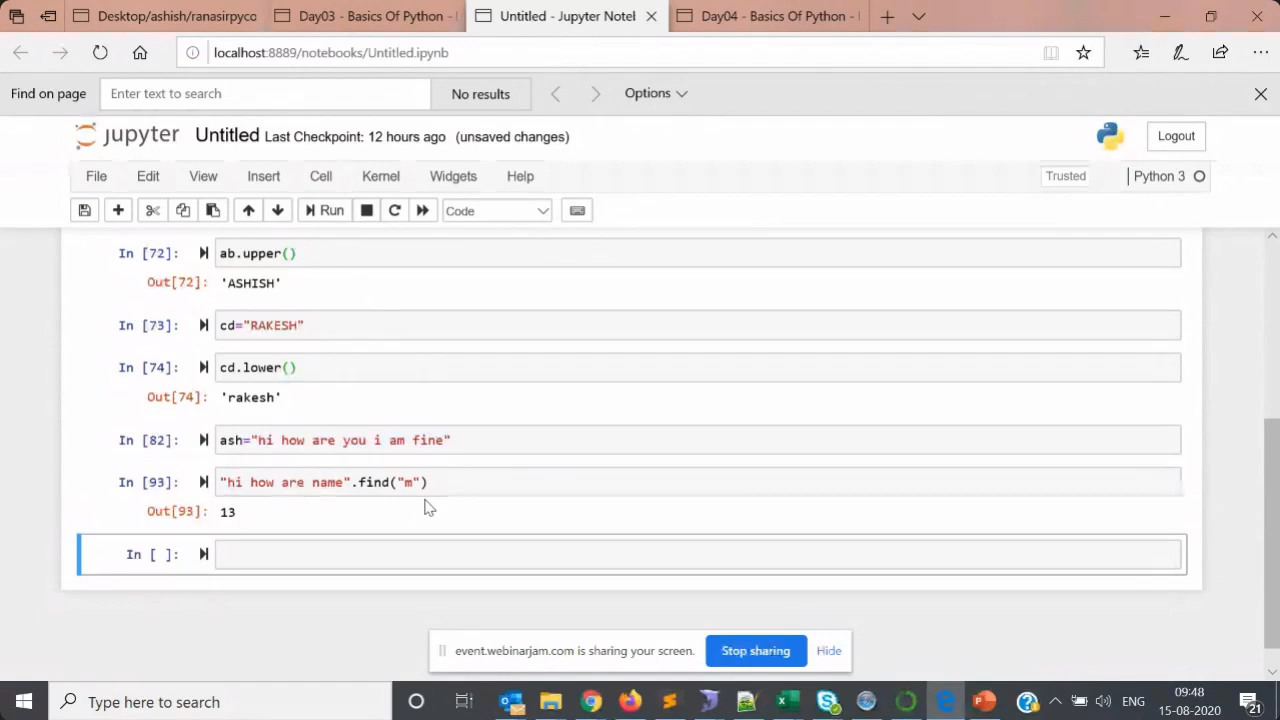 Desktop/ashish/ranasirpyco
Day03 - Basics Of Python -
Untitled - Jupyter Notel
Day04 - Basics Of Python -
localhost:8889/notebooks/Untitled.ipynb
Find on page
Enter text to search
No results
Options
jupyter
Untitled Last Checkpoint: 12 hours ago (unsaved changes)
Logout
File Edit View Insert Cell Kernel Widgets Help
Trusted
Python 3
Run
Code
In [72]: ab.upper()
Out[72]: 'ASHISH'
In [73]: cd="RAKESH"
In [74]: cd.lower()
Out[74]: 'rakesh'
In [82]: ash="hi how are you i am fine"
In [93]: "hi how are name".find("m")
Out[93]: 13
In [ ]:
event.webinarjam.com is sharing your screen.
Stop sharing
Hide
Type here to search
ENG
09:48
15-08-2020
21